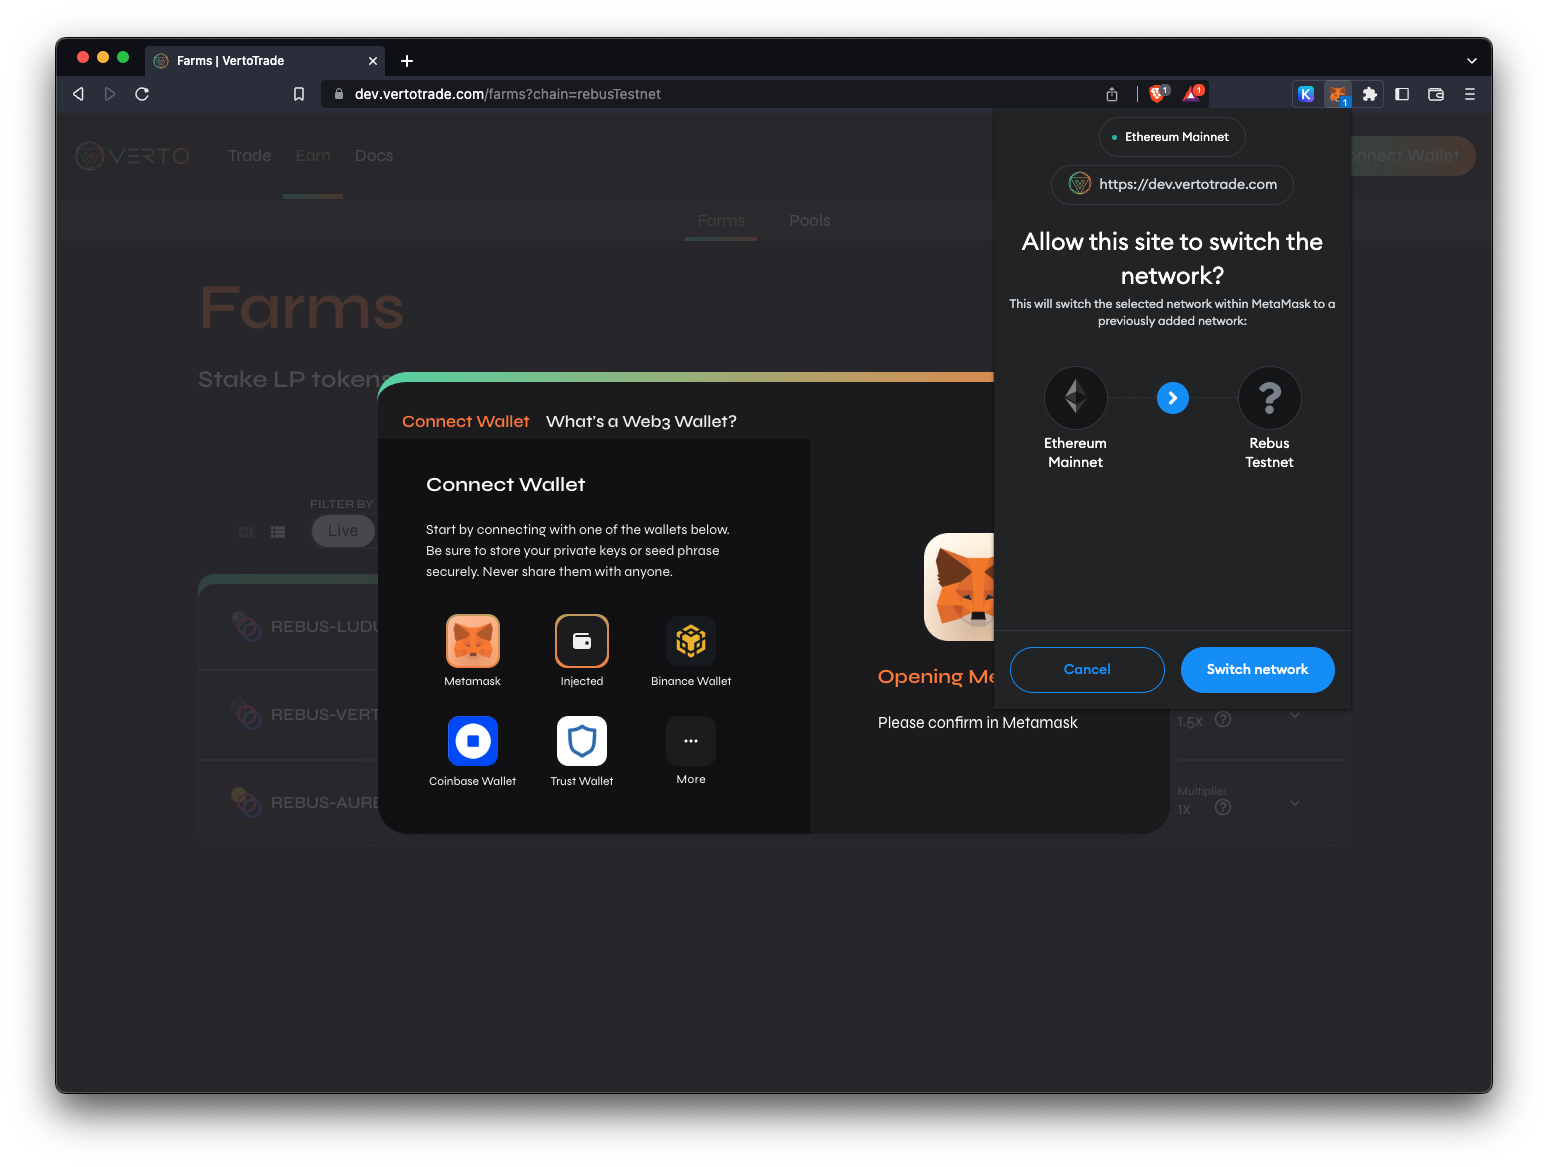 Farms | VertoTrade
dev.vertotrade.com/farms?chain=rebusTestnet
1
1
K
1
VERTO
Trade
Earn
Docs
nnect Wallet
Farms
Pools
Ethereum Mainnet
https://dev.vertotrade.com
Allow this site to switch the
network?
This will switch the selected network within MetaMask to a
previously added network:
?
Ethereum
Mainnet
Rebus
Testnet
Cancel
Switch network
Farms
Stake LP tokens
FILTER BY
Live
REBUS-LUDU
REBUS-VERT
1.5X ?
REBUS-AURE
Multiplier
1X ?
Connect Wallet
What's a Web3 Wallet?
Connect Wallet
Start by connecting with one of the wallets below.
Be sure to store your private keys or seed phrase
securely. Never share them with anyone.
Metamask
Injected
Binance Wallet
Coinbase Wallet
Trust Wallet
More
Opening Me
Please confirm in Metamask